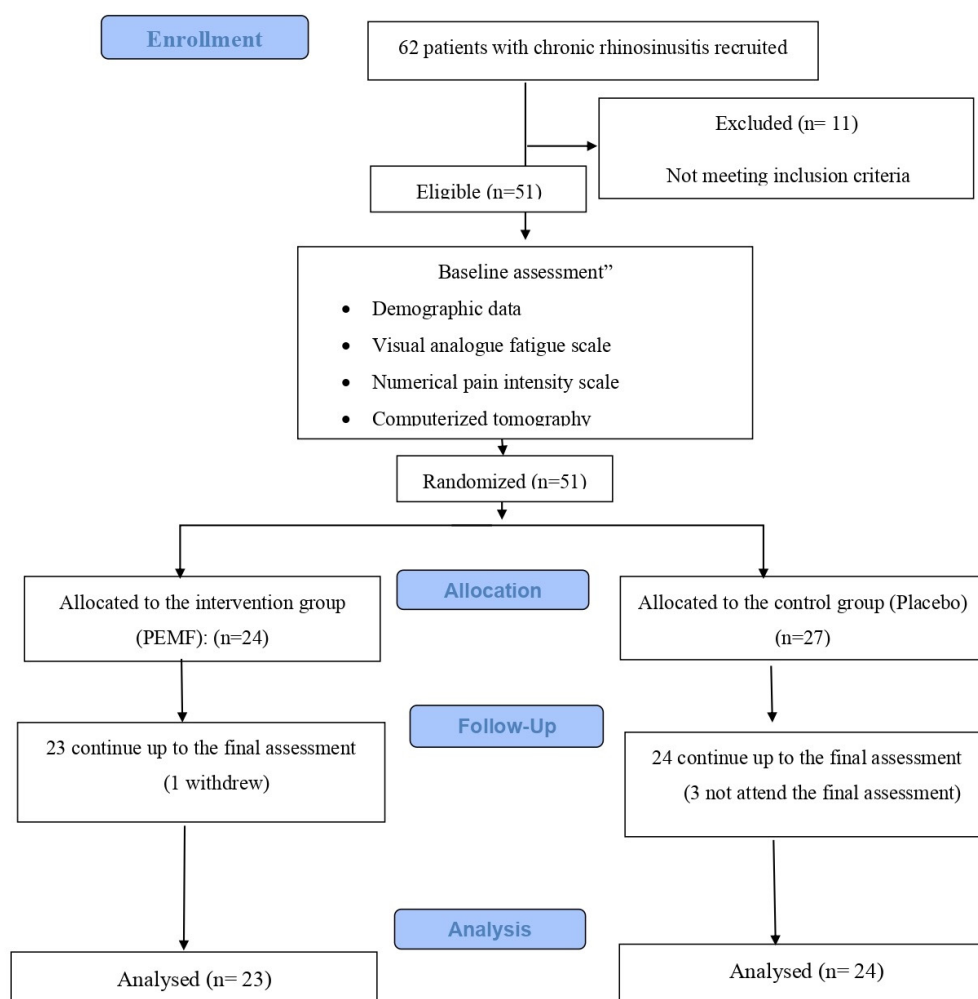 Enrollment
62 patients with chronic rhinosinusitis recruited
Excluded (n= 11)
Not meeting inclusion criteria
Eligible (n=51)
Baseline assessment”
• Demographic data
• Visual analogue fatigue scale
• Numerical pain intensity scale
• Computerized tomography
Randomized (n=51)
Allocation
Allocated to the intervention group
(PEMF): (n=24)
Allocated to the control group (Placebo)
(n=27)
Follow-Up
23 continue up to the final assessment
(1 withdrew)
24 continue up to the final assessment
(3 not attend the final assessment)
Analysis
Analysed (n= 23)
Analysed (n= 24)